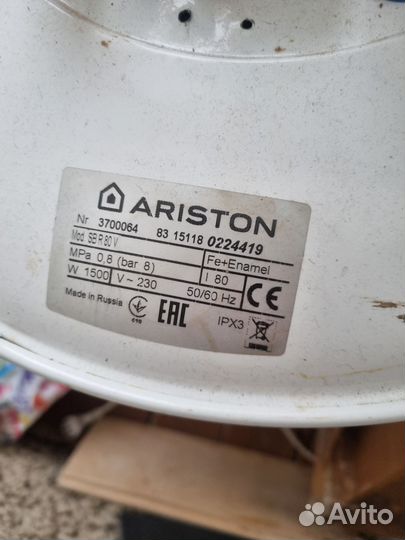 ARISTON
Nr 3700064 83 15118 0224419
Mod. SB R 80 V Fe+Enamel
MPa 0,8 (bar 8) l 80
W 1500 V~ 230 50/60 Hz CE
Made in Russia EAC IPX3
Avito